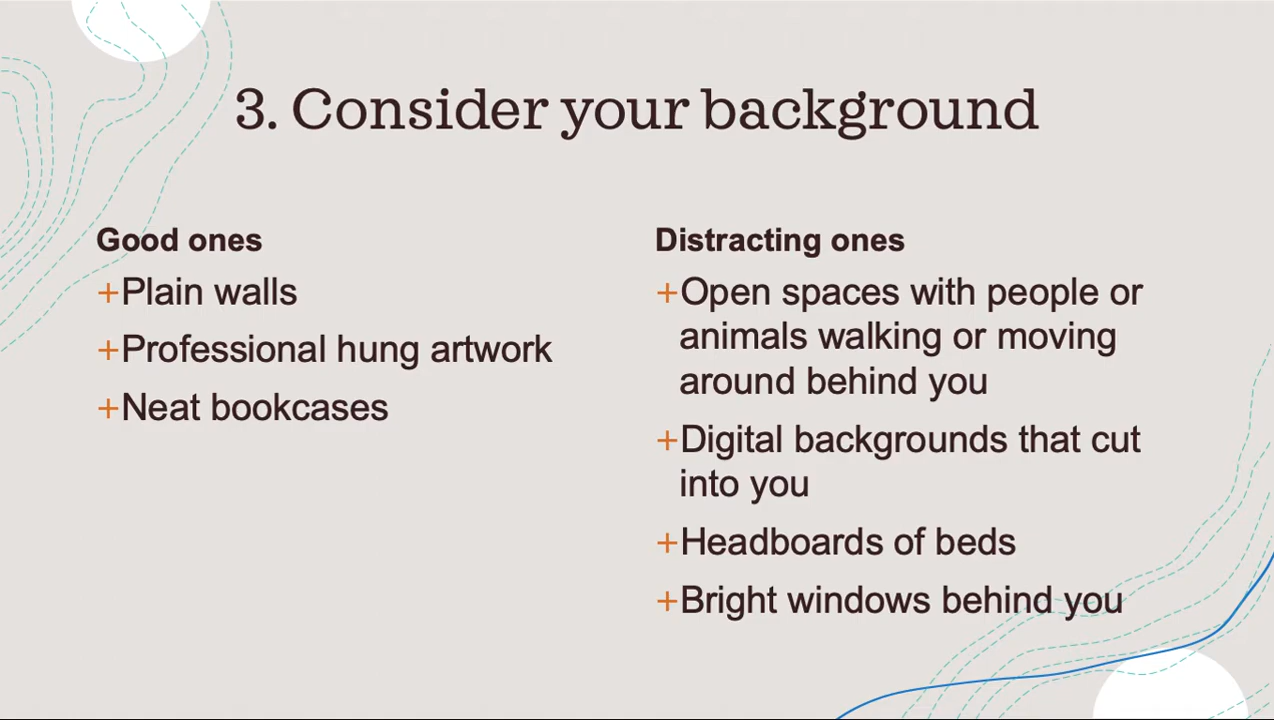 3. Consider your background
Good ones
+Plain walls
+Professional hung artwork
+Neat bookcases
Distracting ones
+Open spaces with people or
animals walking or moving
around behind you
+Digital backgrounds that cut
into you
+Headboards of beds
+Bright windows behind you